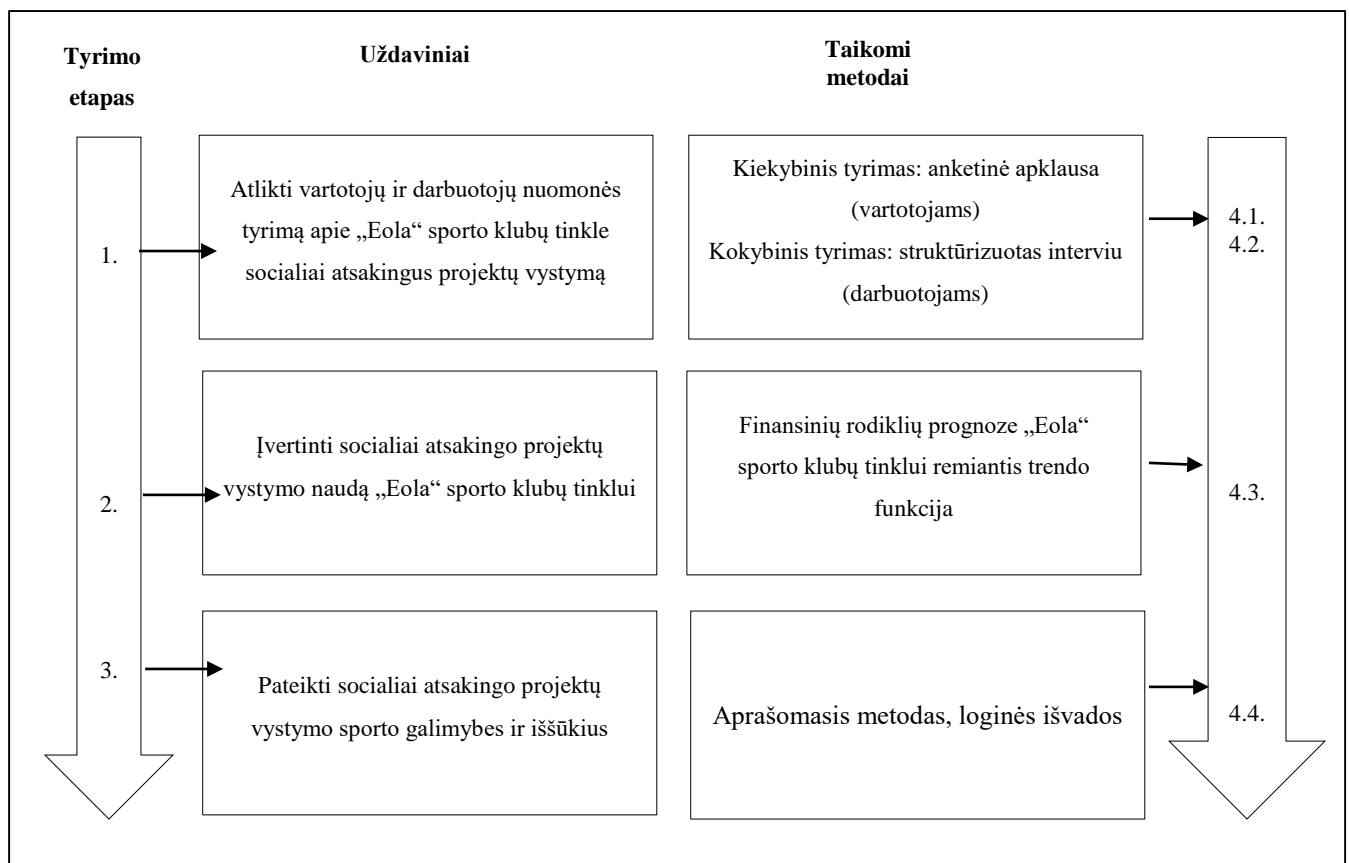 Tyrimo
etapas
Uždaviniai
Taikomi
metodai
1.
Atlikti vartotojų ir darbuotojų nuomonės
tyrimą apie „Eola“ sporto klubų tinkle
socialiai atsakingus projektų vystymą
Kiekybinis tyrimas: anketinė apklausa
(vartotojams)
Kokybinis tyrimas: struktūrizuotas interviu
(darbuotojams)
4.1.
4.2.
2.
Įvertinti socialiai atsakingo projektų
vystymo naudą „Eola“ sporto klubų tinklui
Finansinių rodiklių prognoze „Eola“
sporto klubų tinklui remiantis trendo
funkcija
4.3.
3.
Pateikti socialiai atsakingo projektų
vystymo sporto galimybes ir iššūkius
Aprašomasis metodas, loginės išvados
4.4.